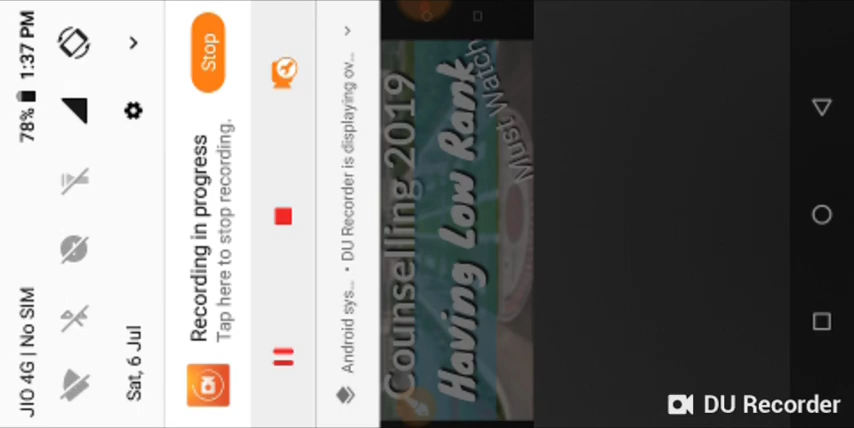 JIO 4G | No SIM 78% 1:37 PM
Sat, 6 Jul
Recording in progress
Tap here to stop recording.
Stop
Android sys... • DU Recorder is displaying ov...
Counselling 2019
Having Low Rank
Must Watch
DU Recorder